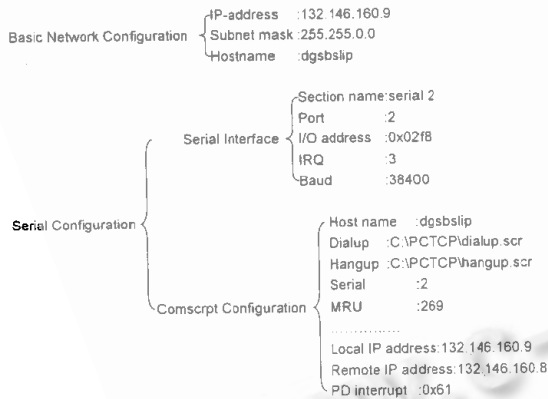 IP-address :132.146.160.9
Basic Network Configuration
Subnet mask :255.255.0.0
Hostname :dgsbslip
Section name:serial 2
Port :2
Serial Interface
I/O address :0x02f8
IRQ :3
Baud :38400
Serial Configuration
Host name :dgsbslip
Dialup :C:\PCTCP\dialup.scr
Hangup :C:\PCTCP\hangup.scr
Serial :2
Comscrpt Configuration
MRU :269
...............
Local IP address:132.146.160.9
Remote IP address:132.146.160.8
PD interrupt :0x61